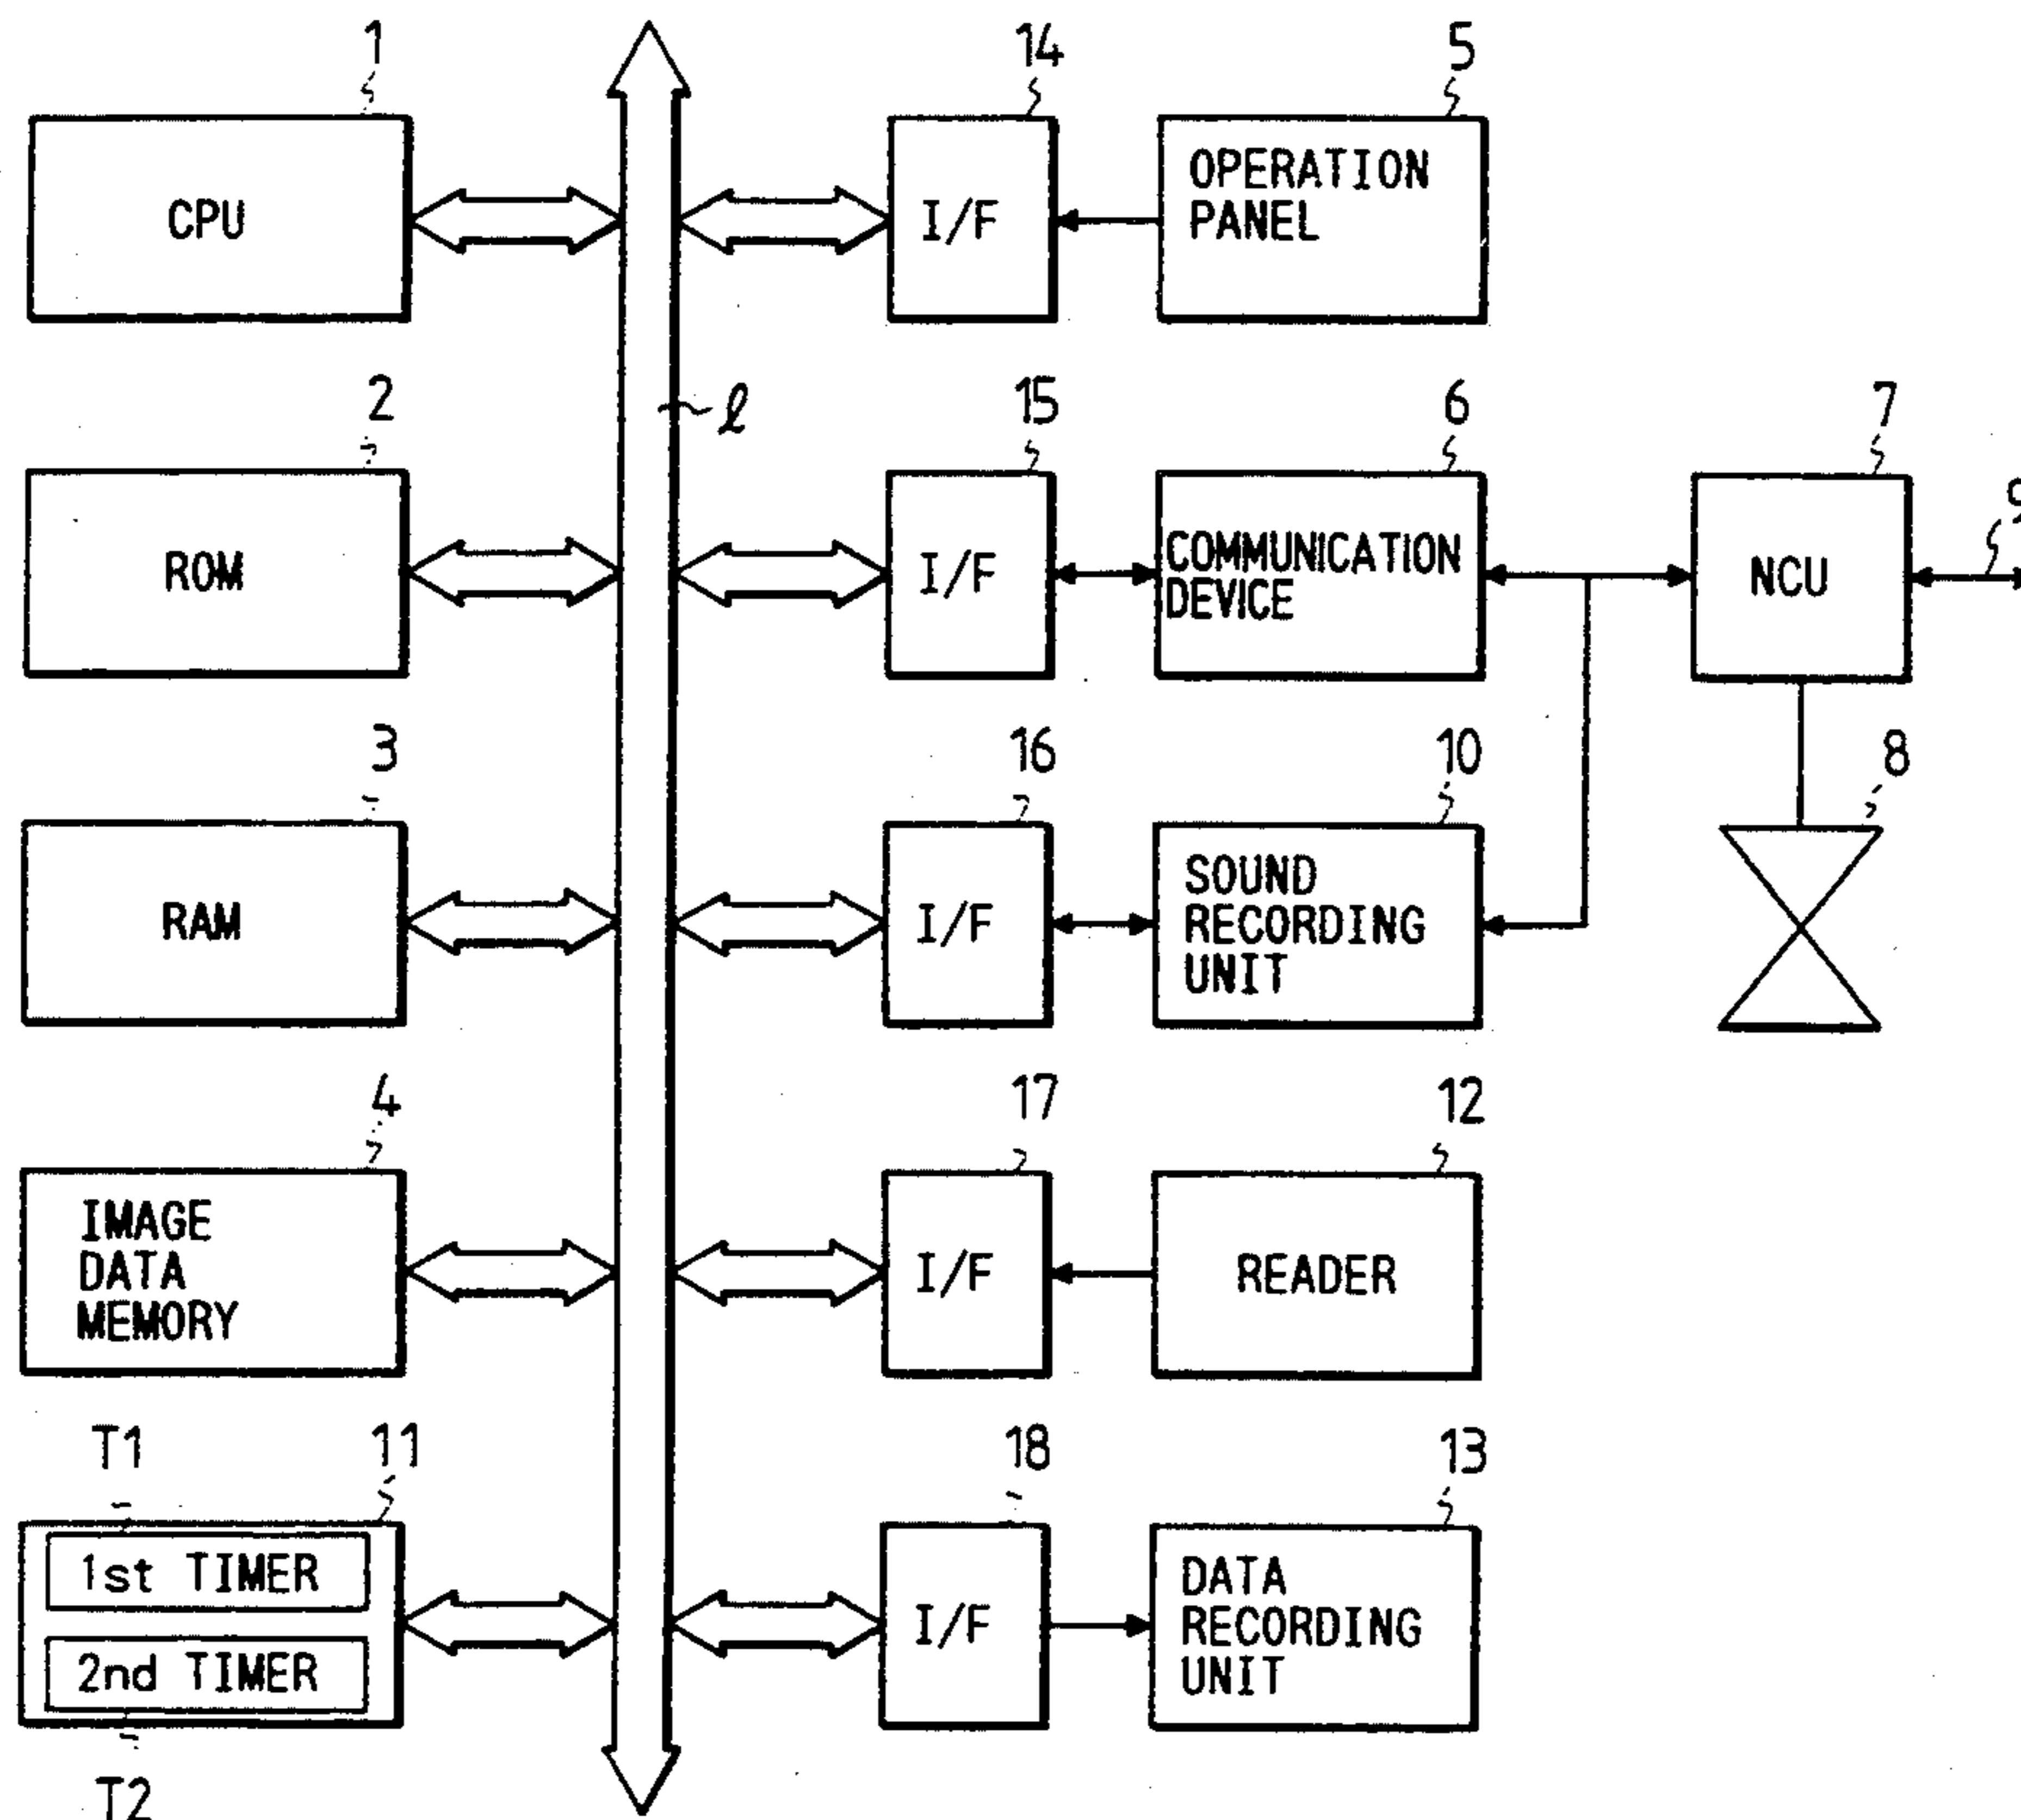 1
14
5
CPU
I/F
OPERATION
PANEL
ℓ
2
15
6
7
9
ROM
I/F
COMMUNICATION
DEVICE
NCU
3
16
10
8
RAM
I/F
SOUND
RECORDING
UNIT
4
17
12
IMAGE
DATA
MEMORY
I/F
READER
T1
11
18
13
1st TIMER
2nd TIMER
I/F
DATA
RECORDING
UNIT
T2